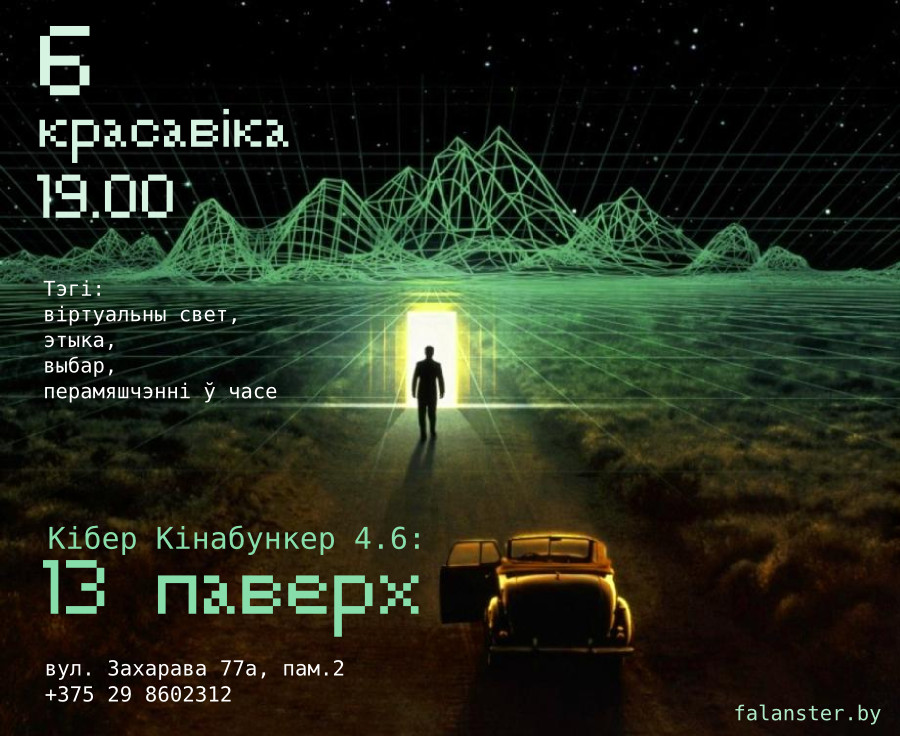 6
красавіка
19.00
Тэгі:
віртуальны свет,
этыка,
выбар,
перамяшчэнні ў часе
Кібер Кінабункер 4.6:
13 паверх
вул. Захарава 77а, пам.2
+375 29 8602312
falanster.by